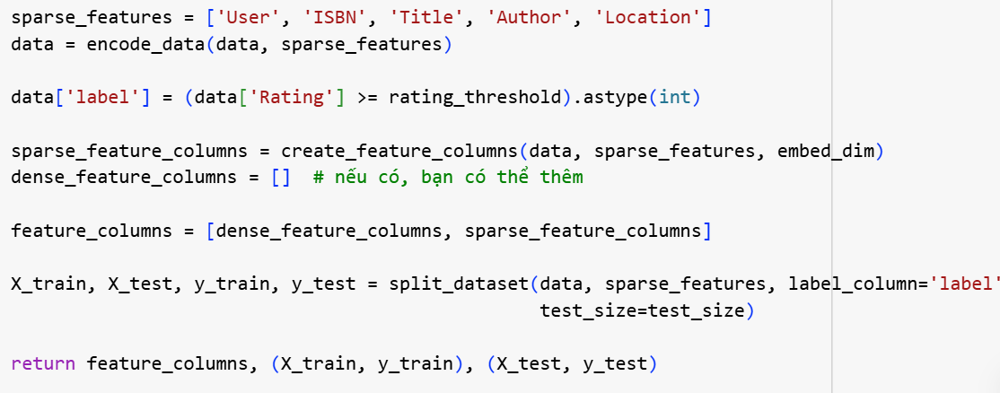 sparse_features = ['User', 'ISBN', 'Title', 'Author', 'Location']
data = encode_data(data, sparse_features)
data['label'] = (data['Rating'] >= rating_threshold).astype(int)
sparse_feature_columns = create_feature_columns(data, sparse_features, embed_dim)
dense_feature_columns = []  # nếu có, bạn có thể thêm
feature_columns = [dense_feature_columns, sparse_feature_columns]
X_train, X_test, y_train, y_test = split_dataset(data, sparse_features, label_column='label'
test_size=test_size)
return feature_columns, (X_train, y_train), (X_test, y_test)